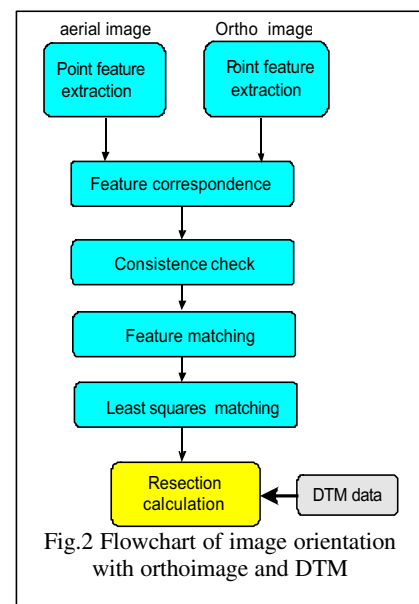 aerial image
Ortho image
Point feature
extraction
Point feature
extraction
Feature correspondence
Consistence check
Feature matching
Least squares matching
Resection
calculation
DTM data
Fig.2 Flowchart of image orientation
with orthoimage and DTM